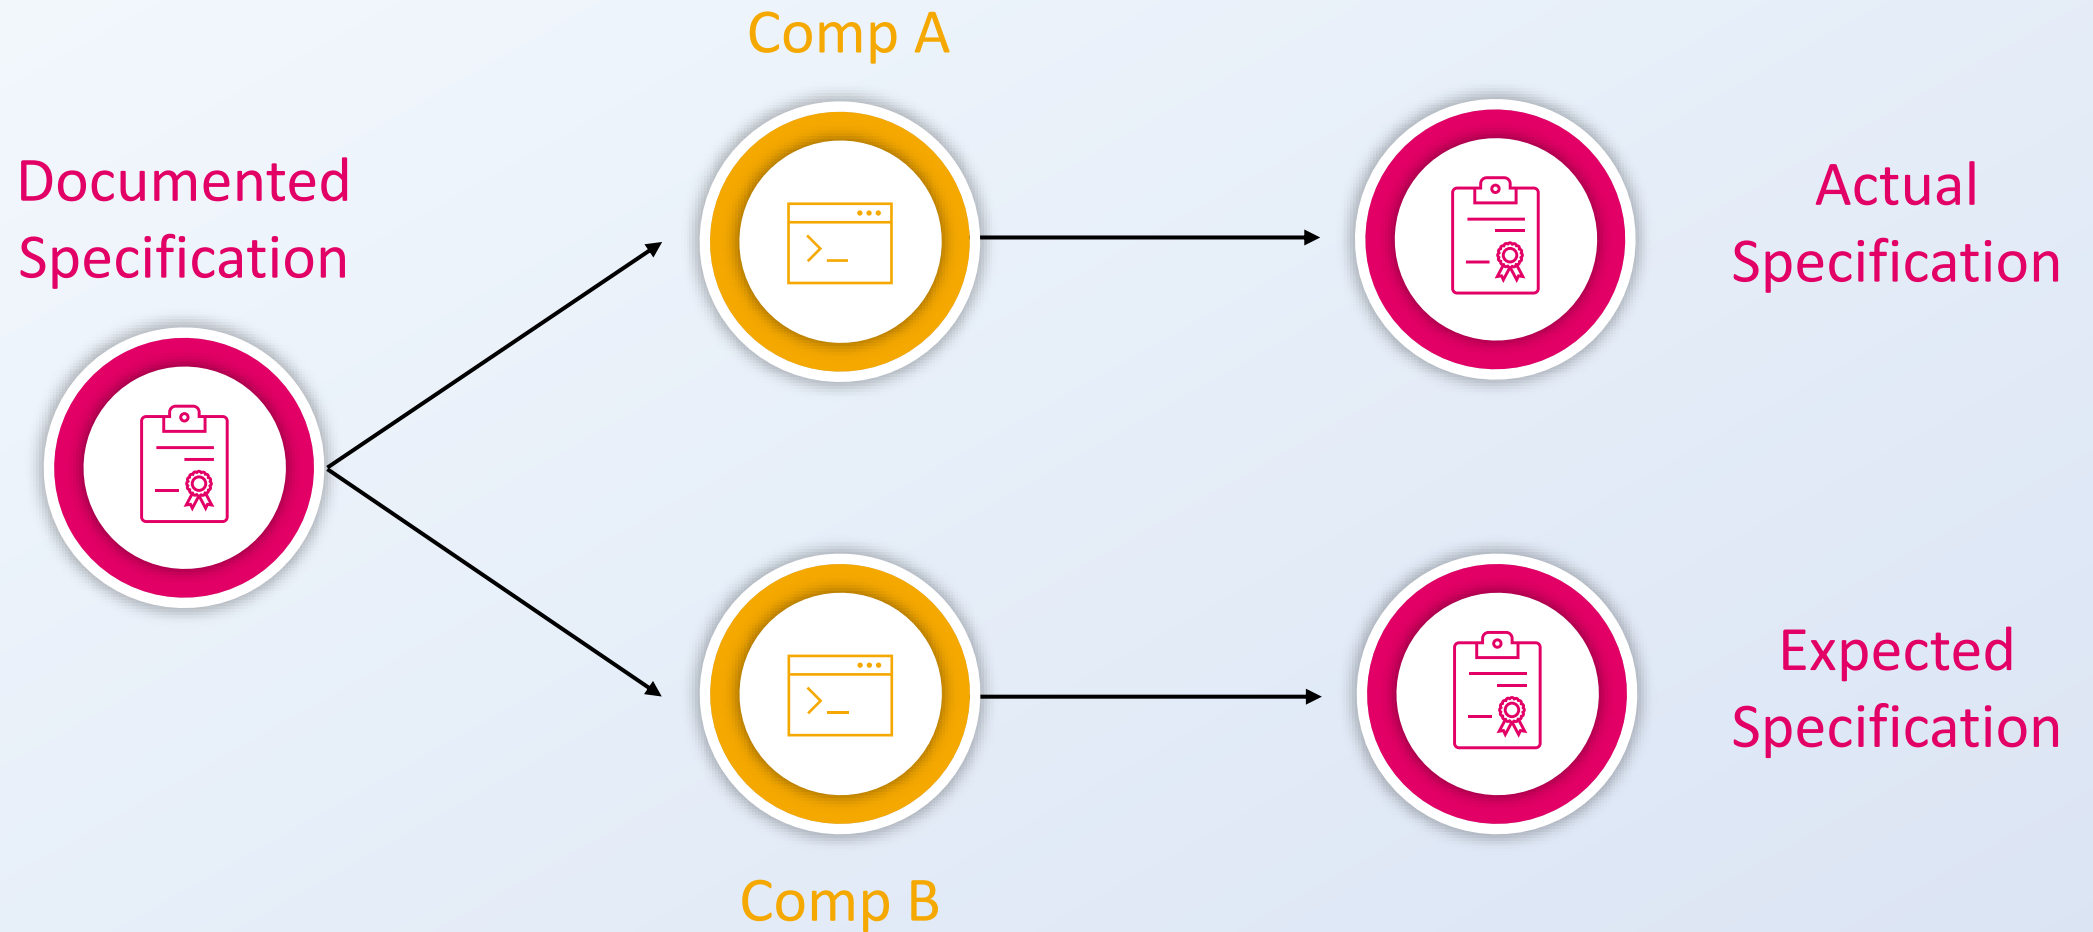 Comp A
Documented
Specification
Actual
Specification
Expected
Specification
Comp B